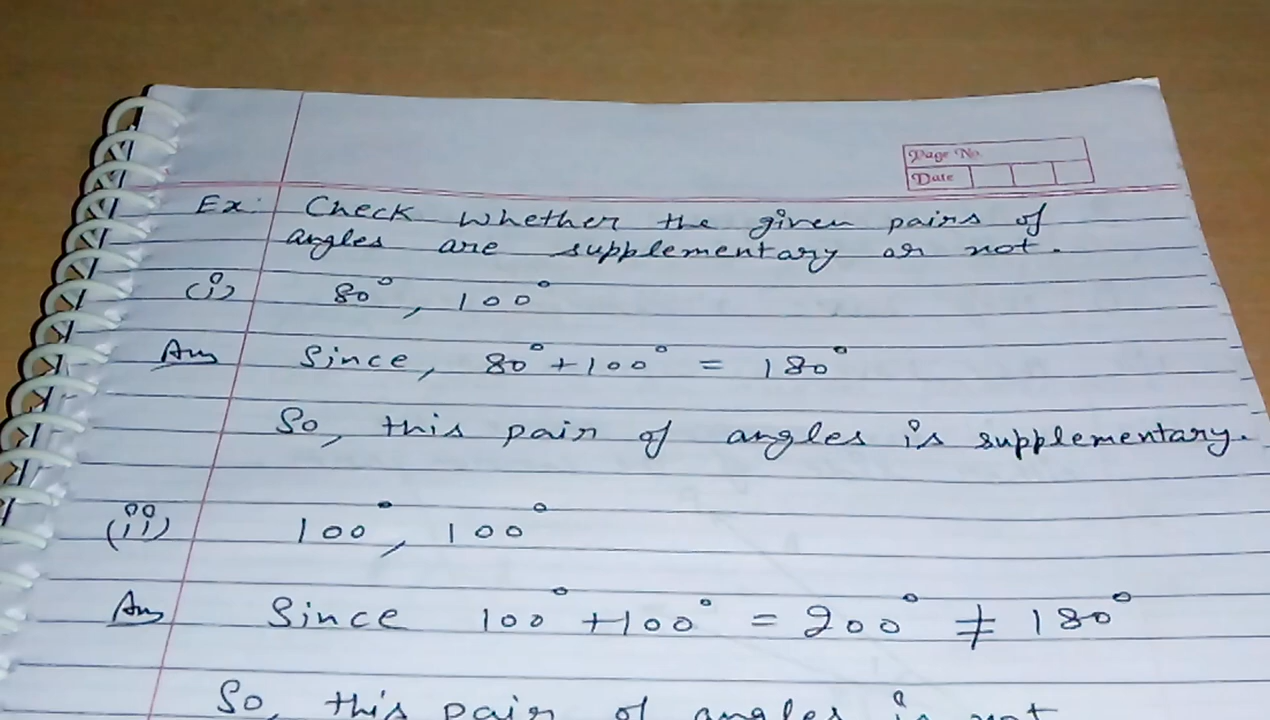 Page No.
Date
Ex: Check whether the given pairs of
angles are supplementary or not.
(i) 80°, 100°
Ans Since, 80° + 100° = 180°
So, this pair of angles is supplementary.
(ii) 100°, 100°
Ans Since 100° + 100° = 200° ≠ 180°
So, this pair of angles is not